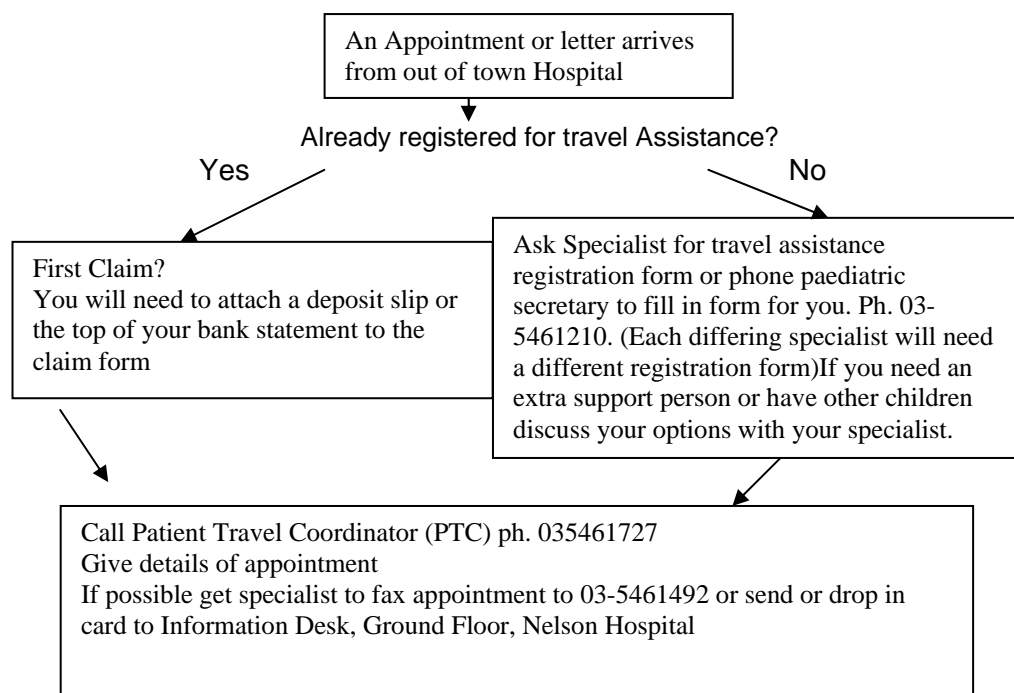 An Appointment or letter arrives
from out of town Hospital
Already registered for travel Assistance?
Yes
No
First Claim?
You will need to attach a deposit slip or
the top of your bank statement to the
claim form
Ask Specialist for travel assistance
registration form or phone paediatric
secretary to fill in form for you. Ph. 03-
5461210. (Each differing specialist will need
a different registration form)If you need an
extra support person or have other children
discuss your options with your specialist.
Call Patient Travel Coordinator (PTC) ph. 035461727
Give details of appointment
If possible get specialist to fax appointment to 03-5461492 or send or drop in
card to Information Desk, Ground Floor, Nelson Hospital